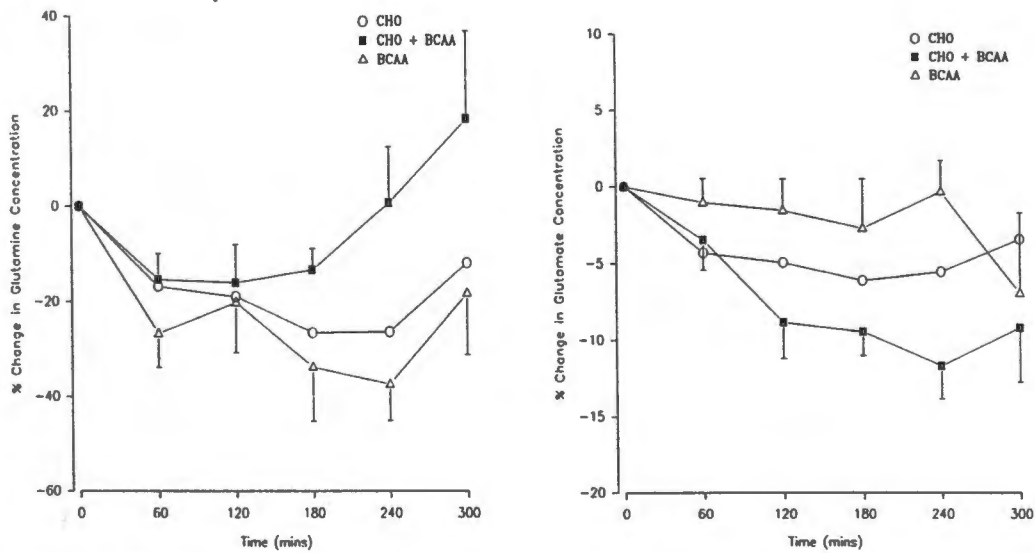 40
20
0
-20
-40
-60
% Change in Glutamine Concentration
CHO
CHO + BCAA
BCAA
0 60 120 180 240 300
Time (mins)
10
5
0
-5
-10
-15
-20
% Change in Glutamate Concentration
CHO
CHO + BCAA
BCAA
0 60 120 180 240 300
Time (mins)